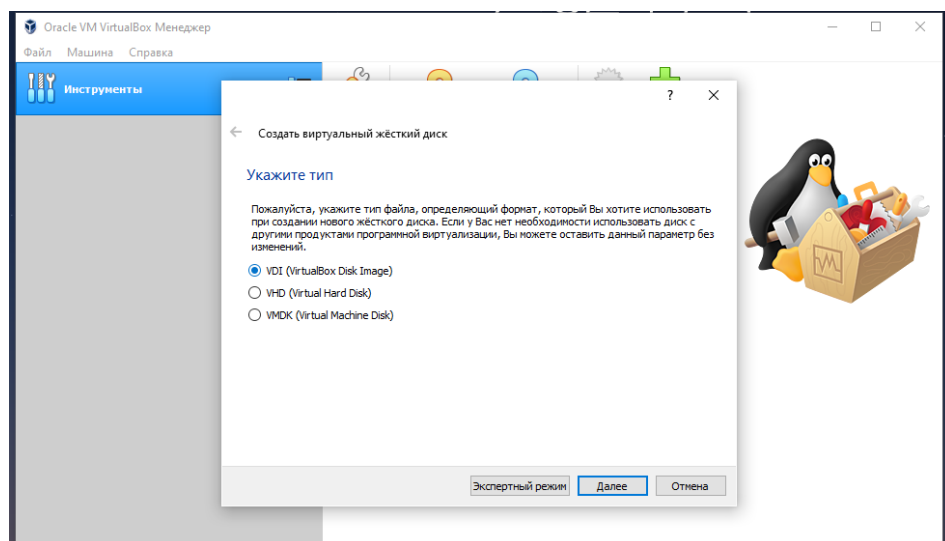 Oracle VM VirtualBox Менеджер
Файл Машина Справка
Инструменты
?
Создать виртуальный жёсткий диск
Укажите тип
Пожалуйста, укажите тип файла, определяющий формат, который Вы хотите использовать
при создании нового жёсткого диска. Если у Вас нет необходимости использовать диск с
другими продуктами программной виртуализации, Вы можете оставить данный параметр без
изменений.
VDI (VirtualBox Disk Image)
VHD (Virtual Hard Disk)
VMDK (Virtual Machine Disk)
Экспертный режим Далее Отмена